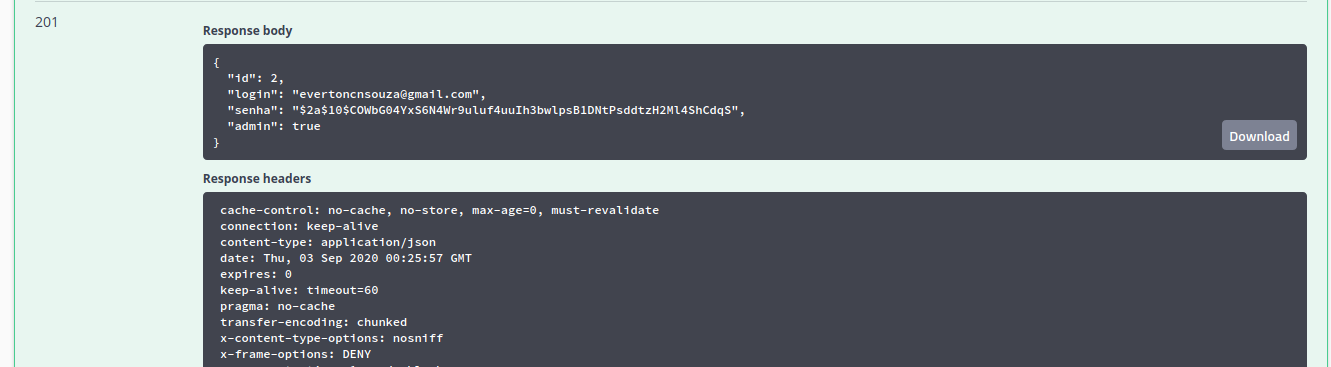 201
Response body
{
"id": 2,
"login": "evertoncnsouza@gmail.com",
"senha": "$2a$10$COWbG04YxS6N4Wr9uluf4uuIh3bwlpsB1DNtPsddtzH2Ml4ShCdqS",
"admin": true
}
Download
Response headers
cache-control: no-cache, no-store, max-age=0, must-revalidate
connection: keep-alive
content-type: application/json
date: Thu, 03 Sep 2020 00:25:57 GMT
expires: 0
keep-alive: timeout=60
pragma: no-cache
transfer-encoding: chunked
x-content-type-options: nosniff
x-frame-options: DENY